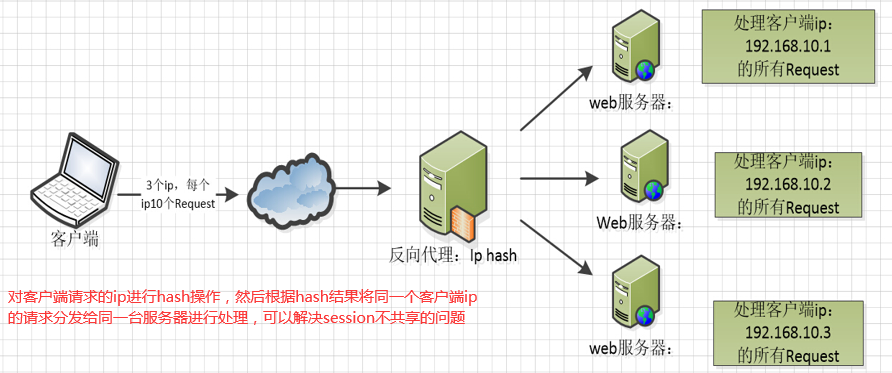 处理客户端ip:
192.168.10.1
的所有Request
web服务器:
3个ip，每个
ip10个Request
客户端
反向代理: Ip hash
处理客户端ip:
192.168.10.2
的所有Request
Web服务器:
对客户端请求的ip进行hash操作，然后根据hash结果将同一个客户端ip
的请求分发给同一台服务器进行处理，可以解决session不共享的问题
处理客户端ip:
192.168.10.3
的所有Request
web服务器: